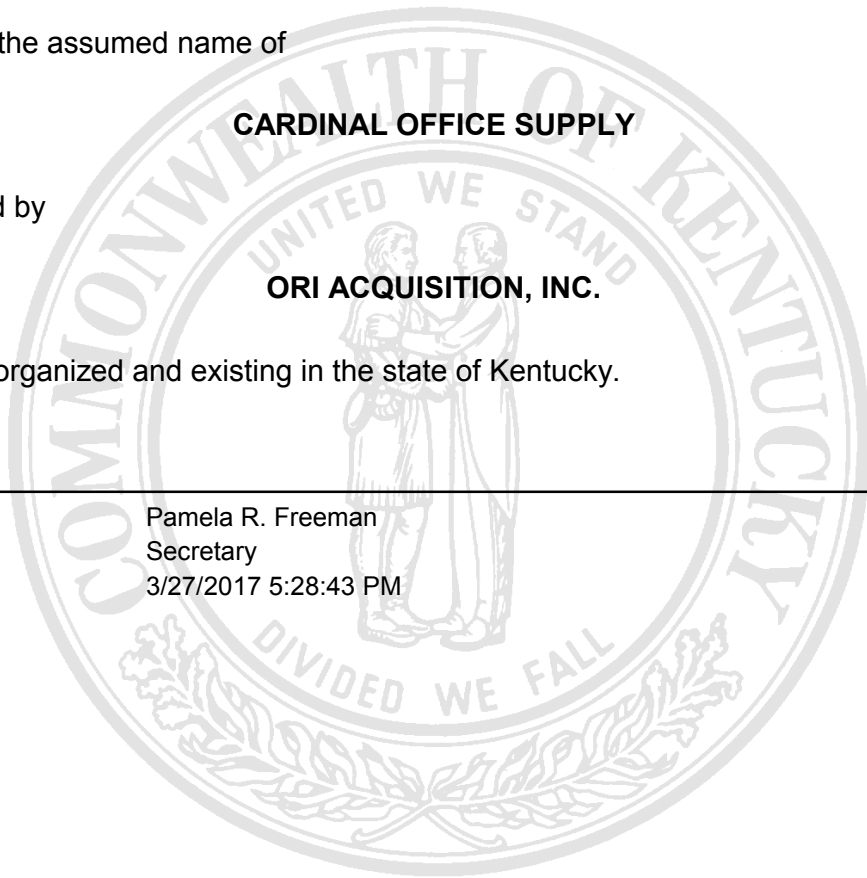 the assumed name of
CARDINAL OFFICE SUPPLY
d by
ORI ACQUISITION, INC.
organized and existing in the state of Kentucky.
Pamela R. Freeman
Secretary
3/27/2017 5:28:43 PM
COMMONWEALTH OF KENTUCKY
UNITED WE STAND
DIVIDED WE FALL